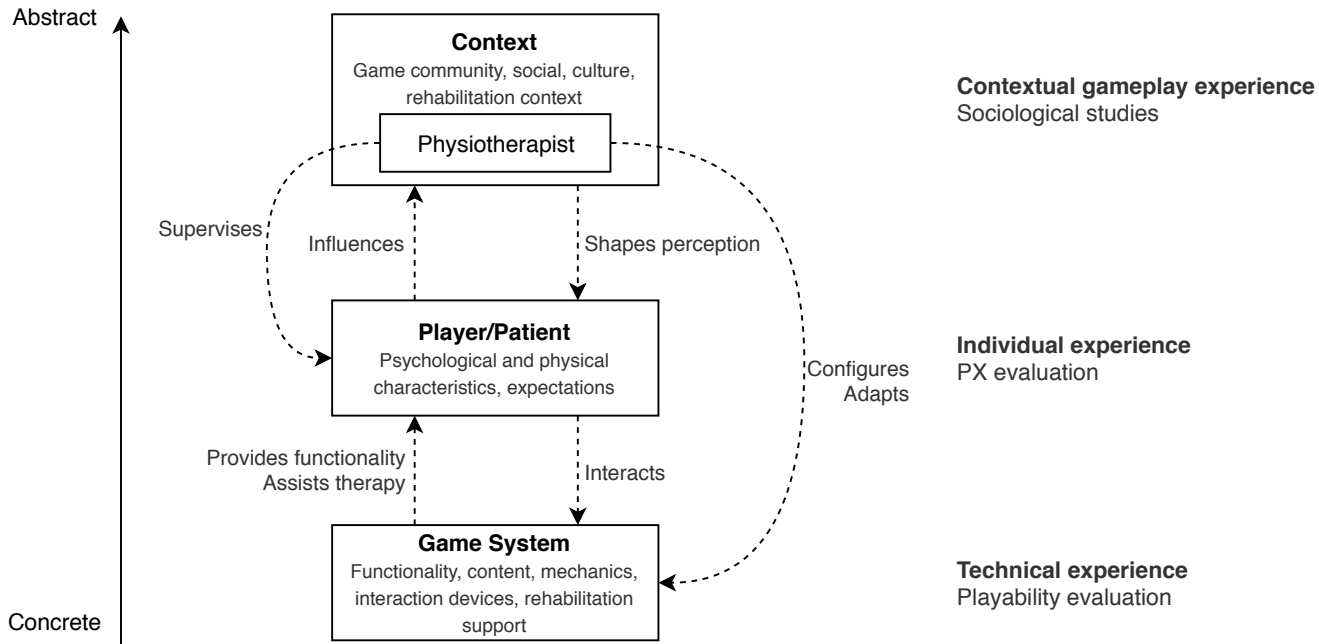 Abstract
Context
Game community, social, culture,
rehabilitation context
Physiotherapist
Contextual gameplay experience
Sociological studies
Supervises
Influences
Shapes perception
Player/Patient
Psychological and physical
characteristics, expectations
Configures
Adapts
Individual experience
PX evaluation
Provides functionality
Assists therapy
Interacts
Game System
Functionality, content, mechanics,
interaction devices, rehabilitation
support
Technical experience
Playability evaluation
Concrete